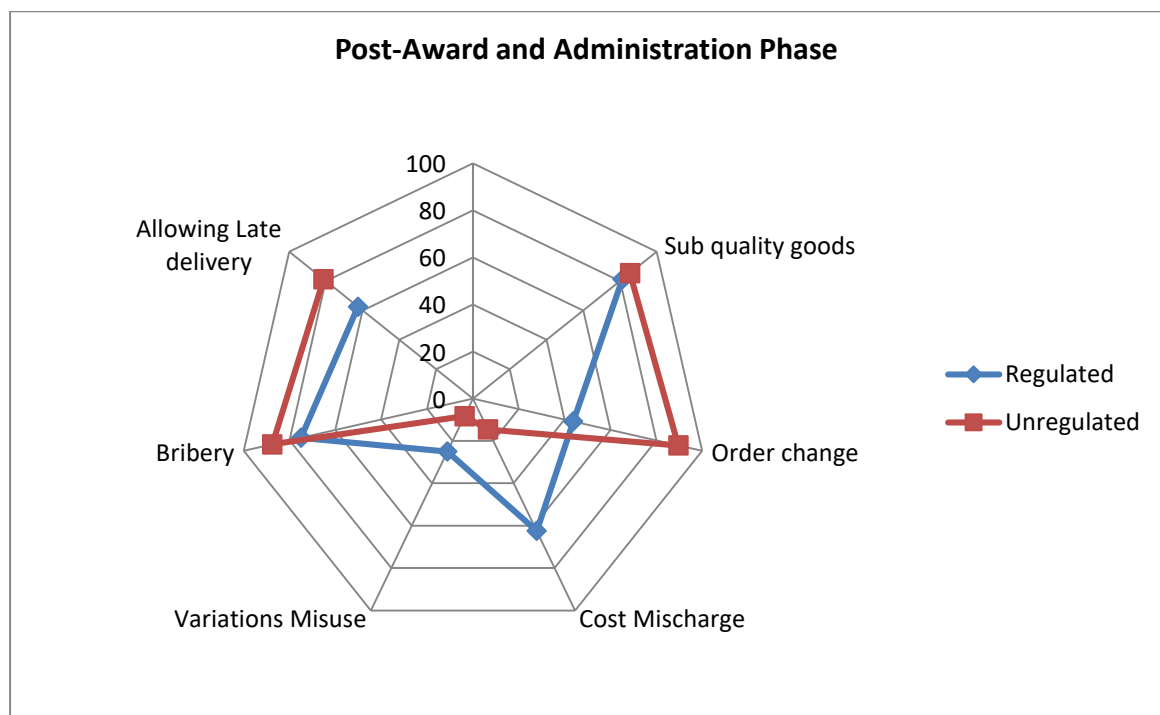 Post-Award and Administration Phase
100
80
60
40
20
0
Sub quality goods
Order change
Cost Mischarge
Variations Misuse
Bribery
Allowing Late
delivery
Regulated
Unregulated